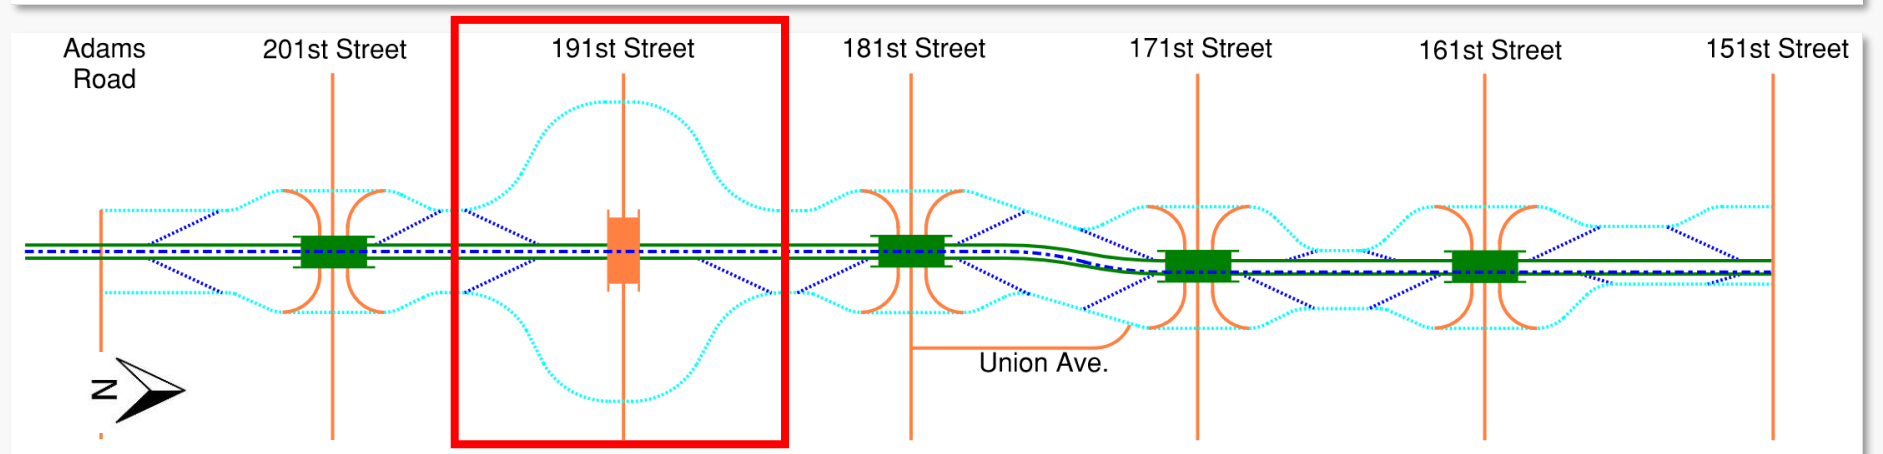 Adams
Road
201st Street
191st Street
181st Street
171st Street
161st Street
151st Street
Union Ave.
N